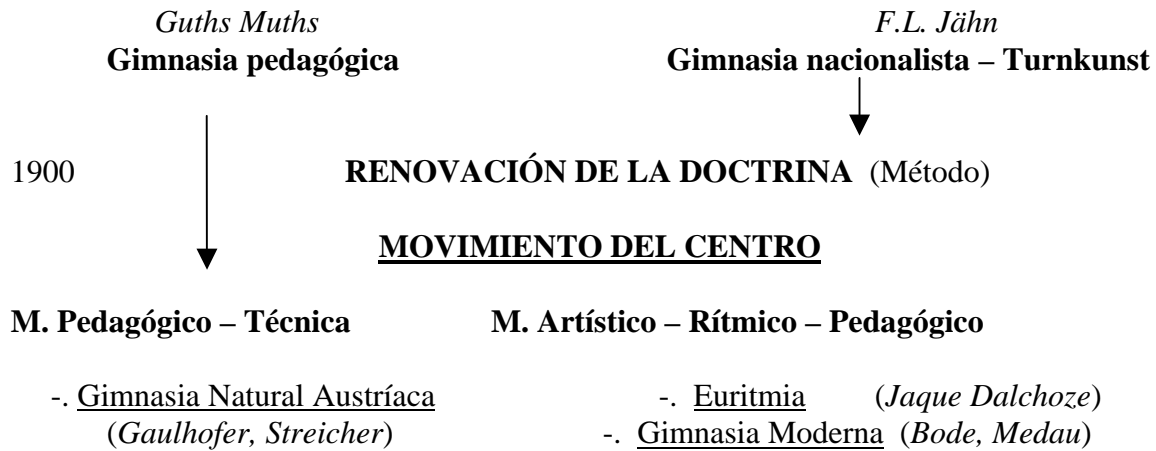 Guths Muths F.L. Jähn
Gimnasia pedagógica Gimnasia nacionalista – Turnkunst
1900 RENOVACIÓN DE LA DOCTRINA (Método)
MOVIMIENTO DEL CENTRO
M. Pedagógico – Técnica M. Artístico – Rítmico – Pedagógico
-. Gimnasia Natural Austríaca -. Euritmia (Jaque Dalchoze)
(Gaulhofer, Streicher) -. Gimnasia Moderna (Bode, Medau)